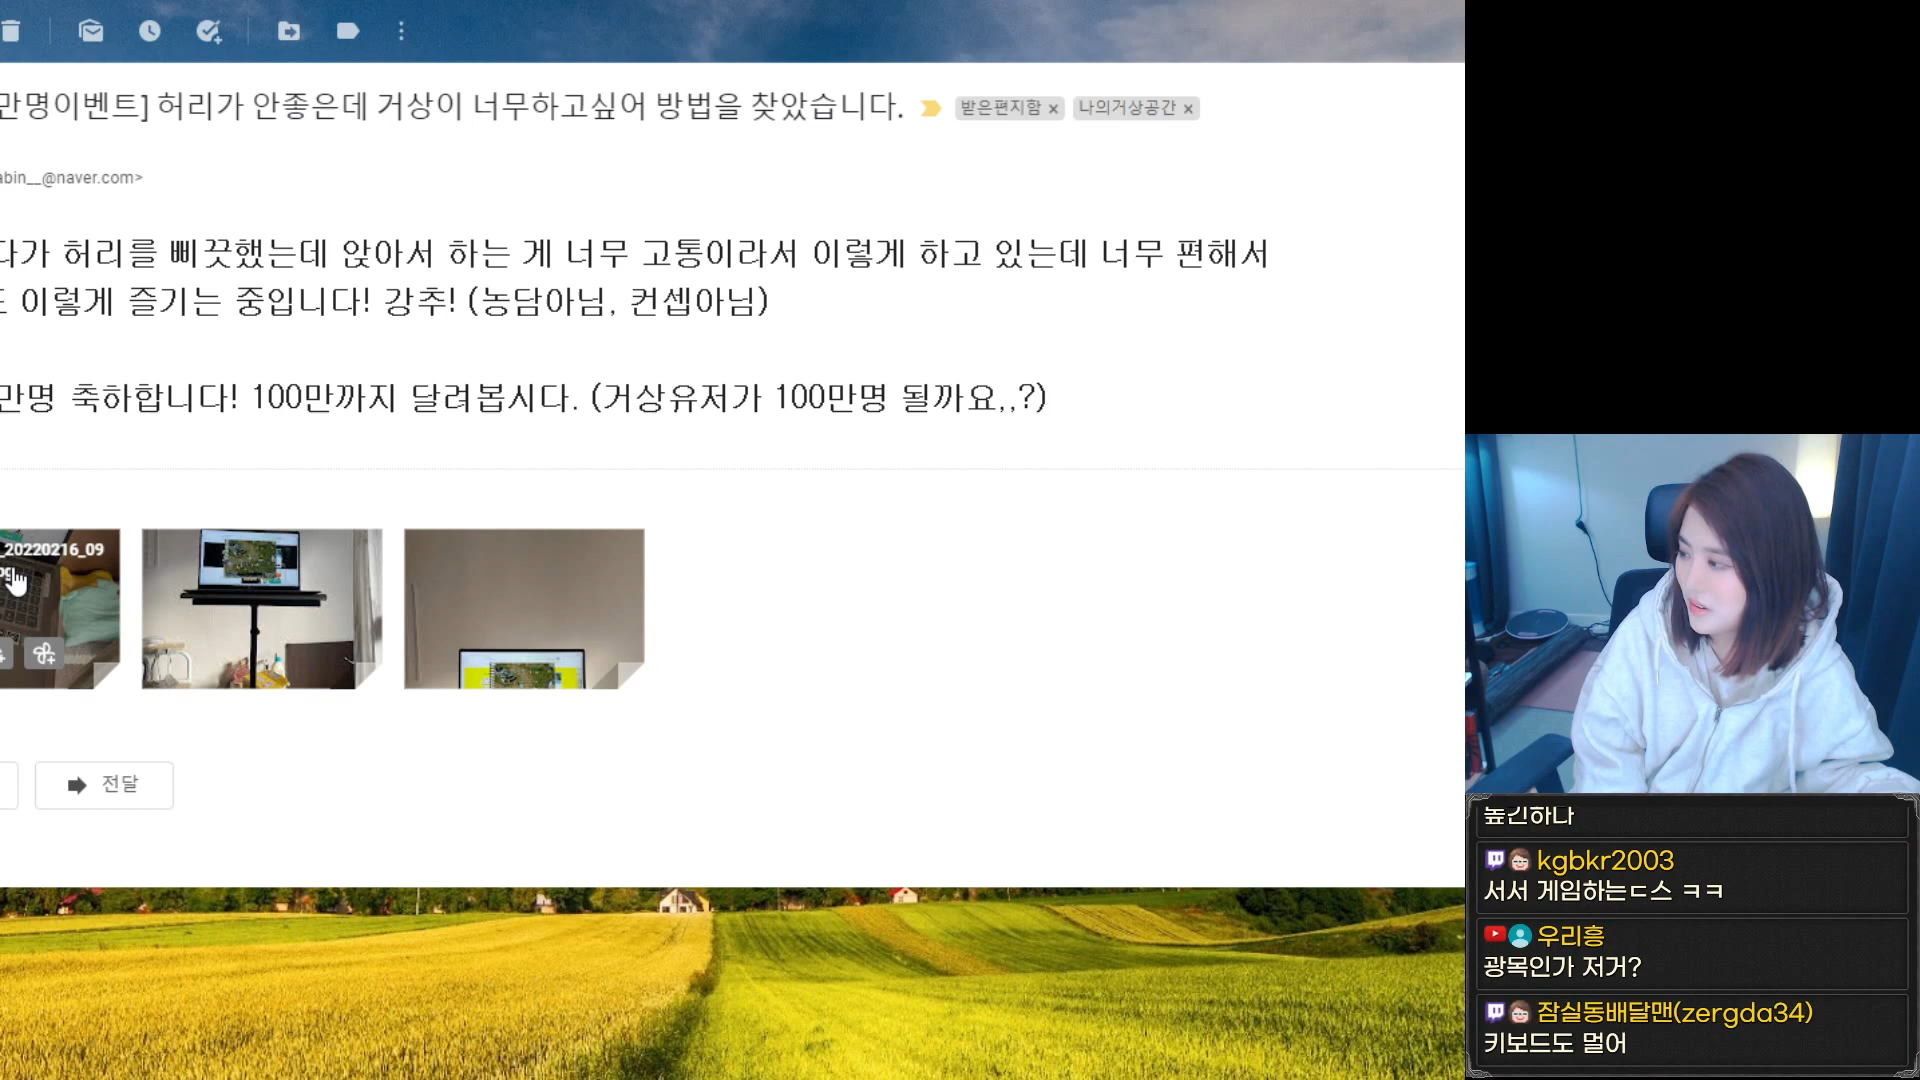 만명이벤트] 허리가 안좋은데 거상이 너무하고싶어 방법을 찾았습니다.
받은편지함 x
나의거상공간 x
abin__@naver.com>
다가 허리를 삐끗했는데 앉아서 하는 게 너무 고통이라서 이렇게 하고 있는데 너무 편해서
이렇게 즐기는 중입니다! 강추! (농담아님, 컨셉아님)
만명 축하합니다! 100만까지 달려봅시다. (거상유저가 100만명 될까요,,?)
_20220216_09
전달
높긴하나
kgbkr2003
서서 게임하는ㄷ스 ㅋㅋ
우리흥
광목인가 저거?
잠실동배달맨(zergda34)
키보드도 멀어